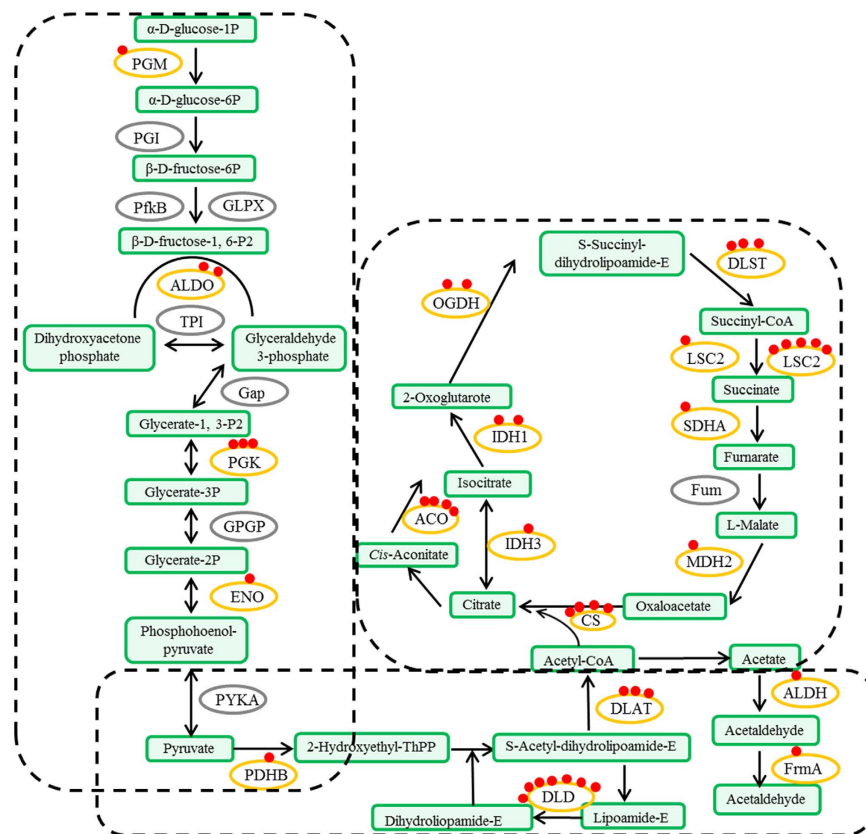 α-D-glucose-1P
PGM
α-D-glucose-6P
PGI
β-D-fructose-6P
PfkB
GLPX
β-D-fructose-1, 6-P2
ALDO
TPI
Dihydroxyacetone
phosphate
Glyceraldehyde
3-phosphate
Gap
Glycerate-1, 3-P2
PGK
Glycerate-3P
GPGP
Glycerate-2P
ENO
Phosphohoenol-
pyruvate
PYKA
Pyruvate
PDHB
2-Hydroxyethyl-ThPP
S-Acetyl-dihydrolipoamide-E
DLD
Dihydroliopamide-E
Lipoamide-E
DLAT
Acetyl-CoA
Acetate
ALDH
Acetaldehyde
FrmA
Acetaldehyde
S-Succinyl-
dihydrolipoamide-E
DLST
OGDH
Succinyl-CoA
LSC2
LSC2
2-Oxoglutarote
Succinate
IDH1
SDHA
Furnarate
Isocitrate
Fum
ACO
L-Malate
Cis-Aconitate
IDH3
MDH2
Citrate
CS
Oxaloacetate